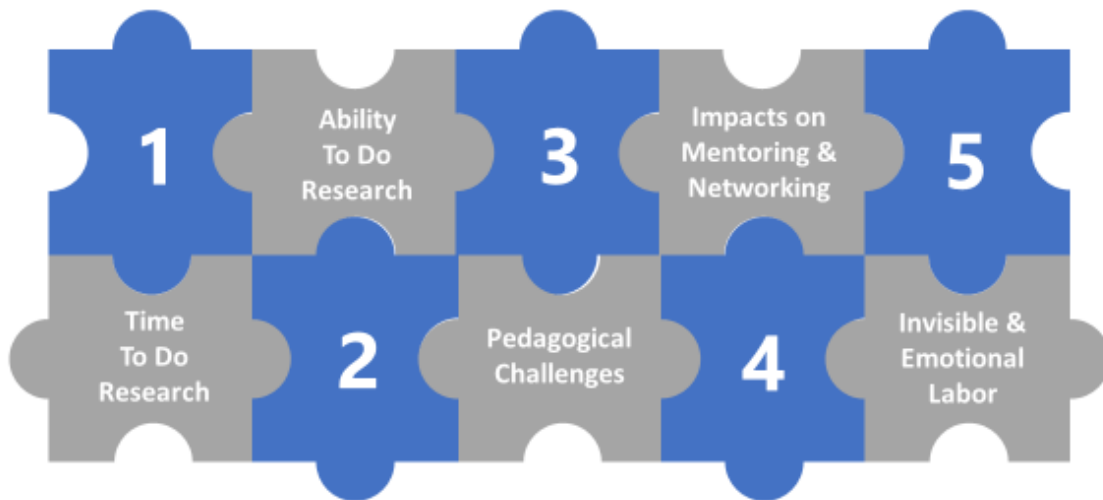 1
Time
To Do
Research
2
Ability
To Do
Research
3
Pedagogical
Challenges
4
Impacts on
Mentoring &
Networking
5
Invisible &
Emotional
Labor